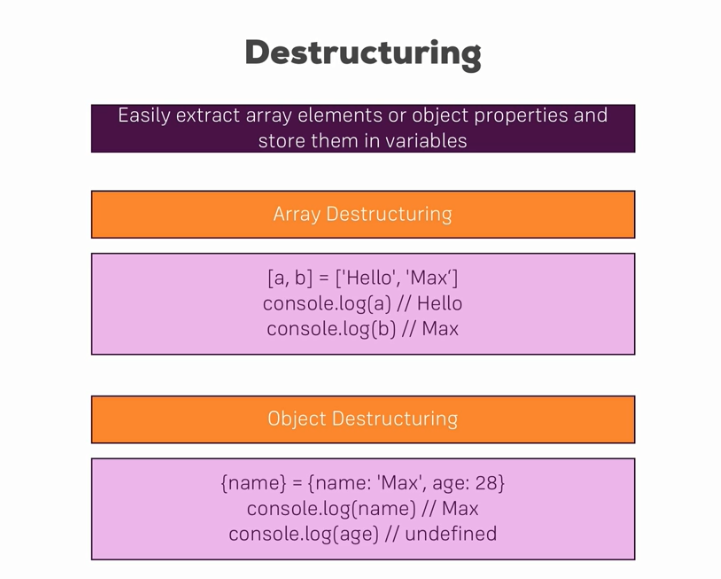 Destructuring
Easily extract array elements or object properties and
store them in variables
Array Destructuring
[a, b] = ['Hello', 'Max’]
console.log(a) // Hello
console.log(b) // Max
Object Destructuring
{name} = {name: 'Max', age: 28}
console.log(name) // Max
console.log(age) // undefined